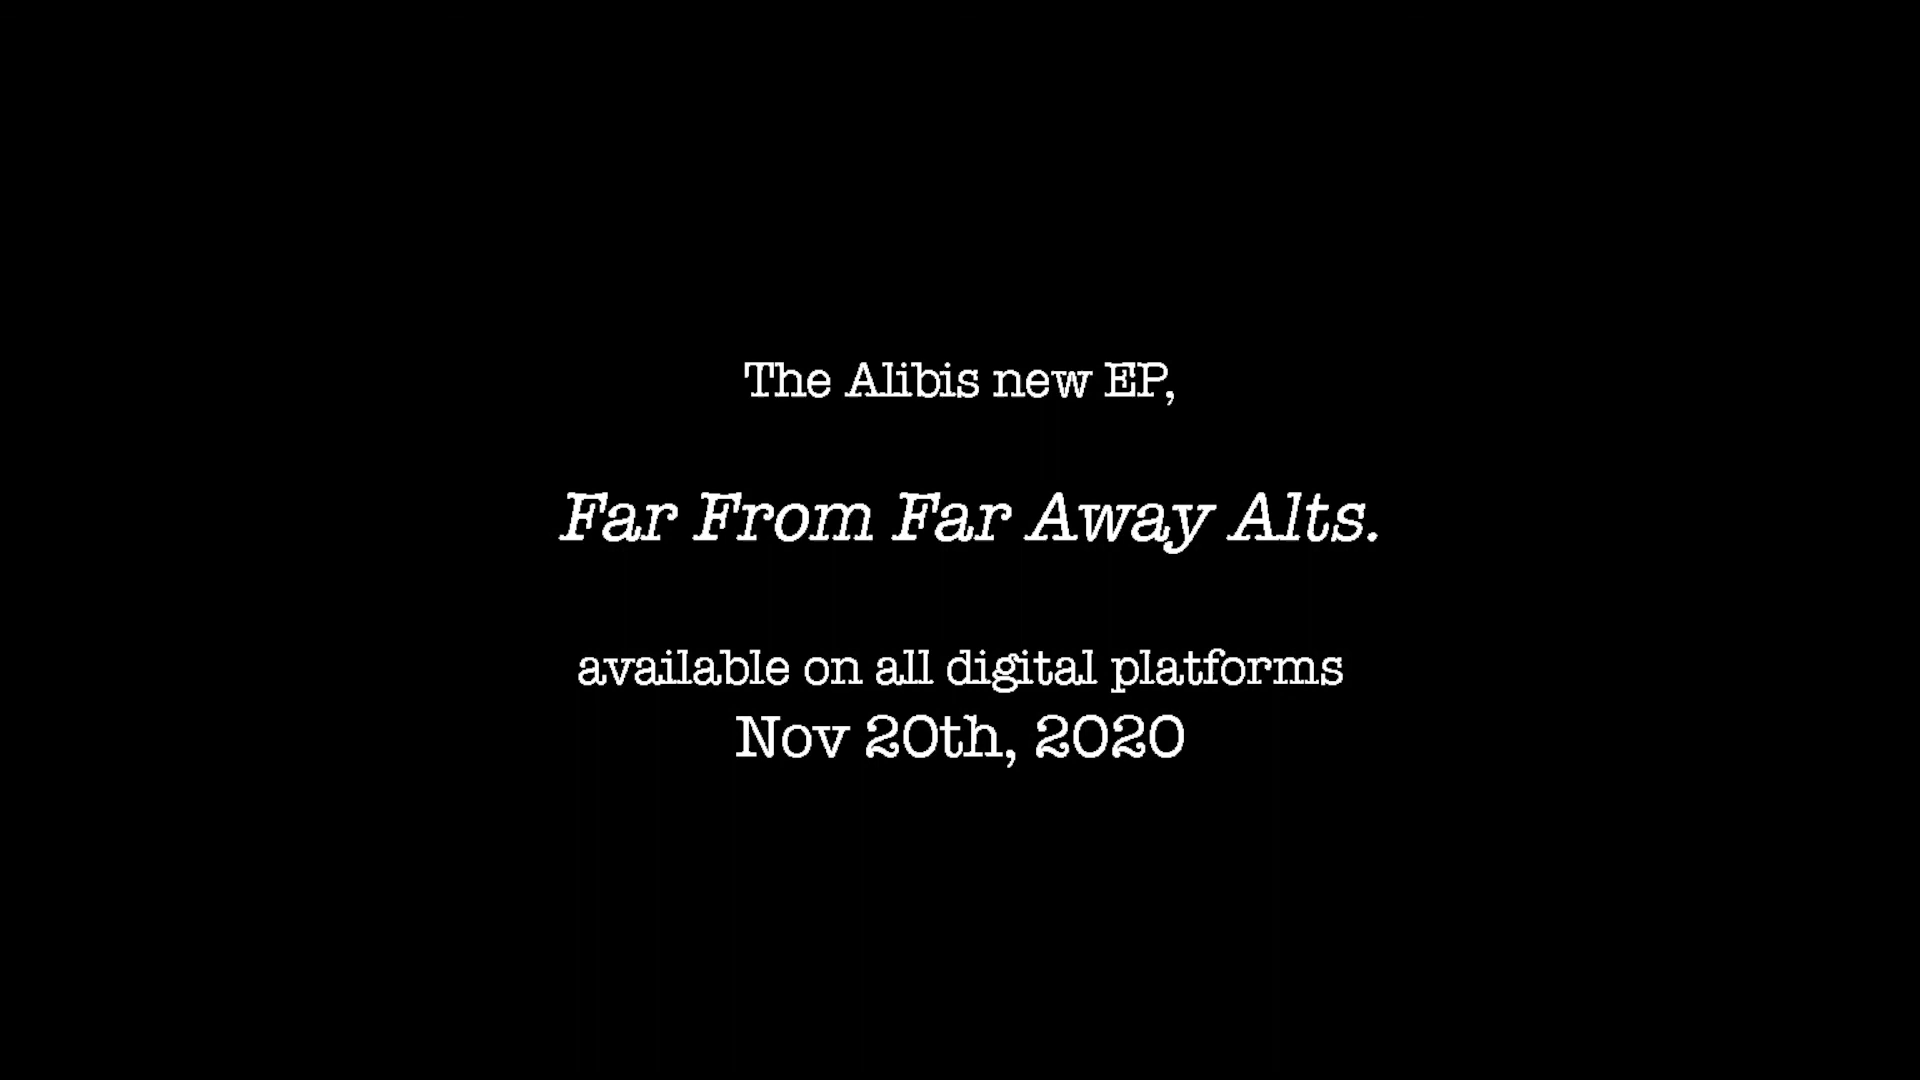 The Alibis new EP,
Far From Far Away Alts.
available on all digital platforms
Nov 20th, 2020